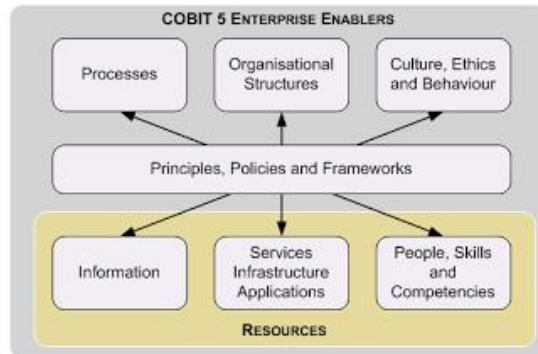 COBIT 5 ENTERPRISE ENABLERS
Processes
Organisational
Structures
Culture, Ethics
and Behaviour
Principles, Policies and Frameworks
Information
Services
Infrastructure
Applications
People, Skills
and
Competencies
RESOURCES